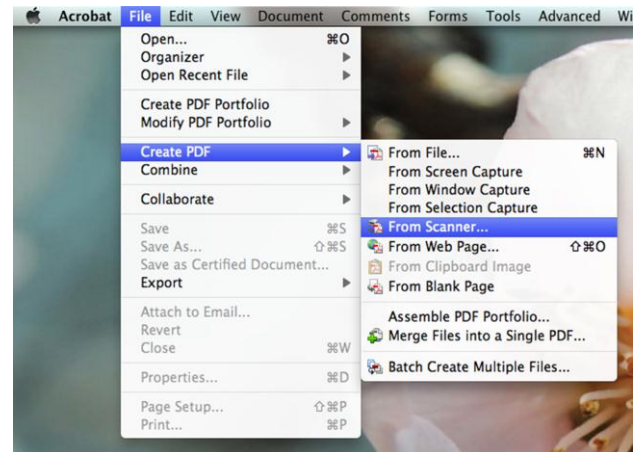 Acrobat File Edit View Document Comments Forms Tools Advanced Wi
Open... ⌘O
Organizer
Open Recent File
Create PDF Portfolio
Modify PDF Portfolio
Create PDF
Combine
Collaborate
Save ⌘S
Save As... ⇧⌘S
Save as Certified Document...
Export
Attach to Email...
Revert
Close ⌘W
Properties... ⌘D
Page Setup... ⇧⌘P
Print... ⌘P
From File... ⌘N
From Screen Capture
From Window Capture
From Selection Capture
From Scanner...
From Web Page... ⇧⌘O
From Clipboard Image
From Blank Page
Assemble PDF Portfolio...
Merge Files into a Single PDF...
Batch Create Multiple Files...